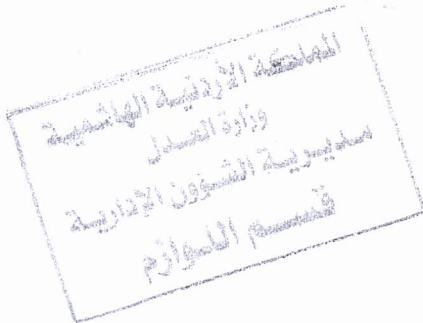 المملكة الأردنية الهاشمية
وزارة العدل
مديرية الشؤون الإدارية
قسم اللوازم